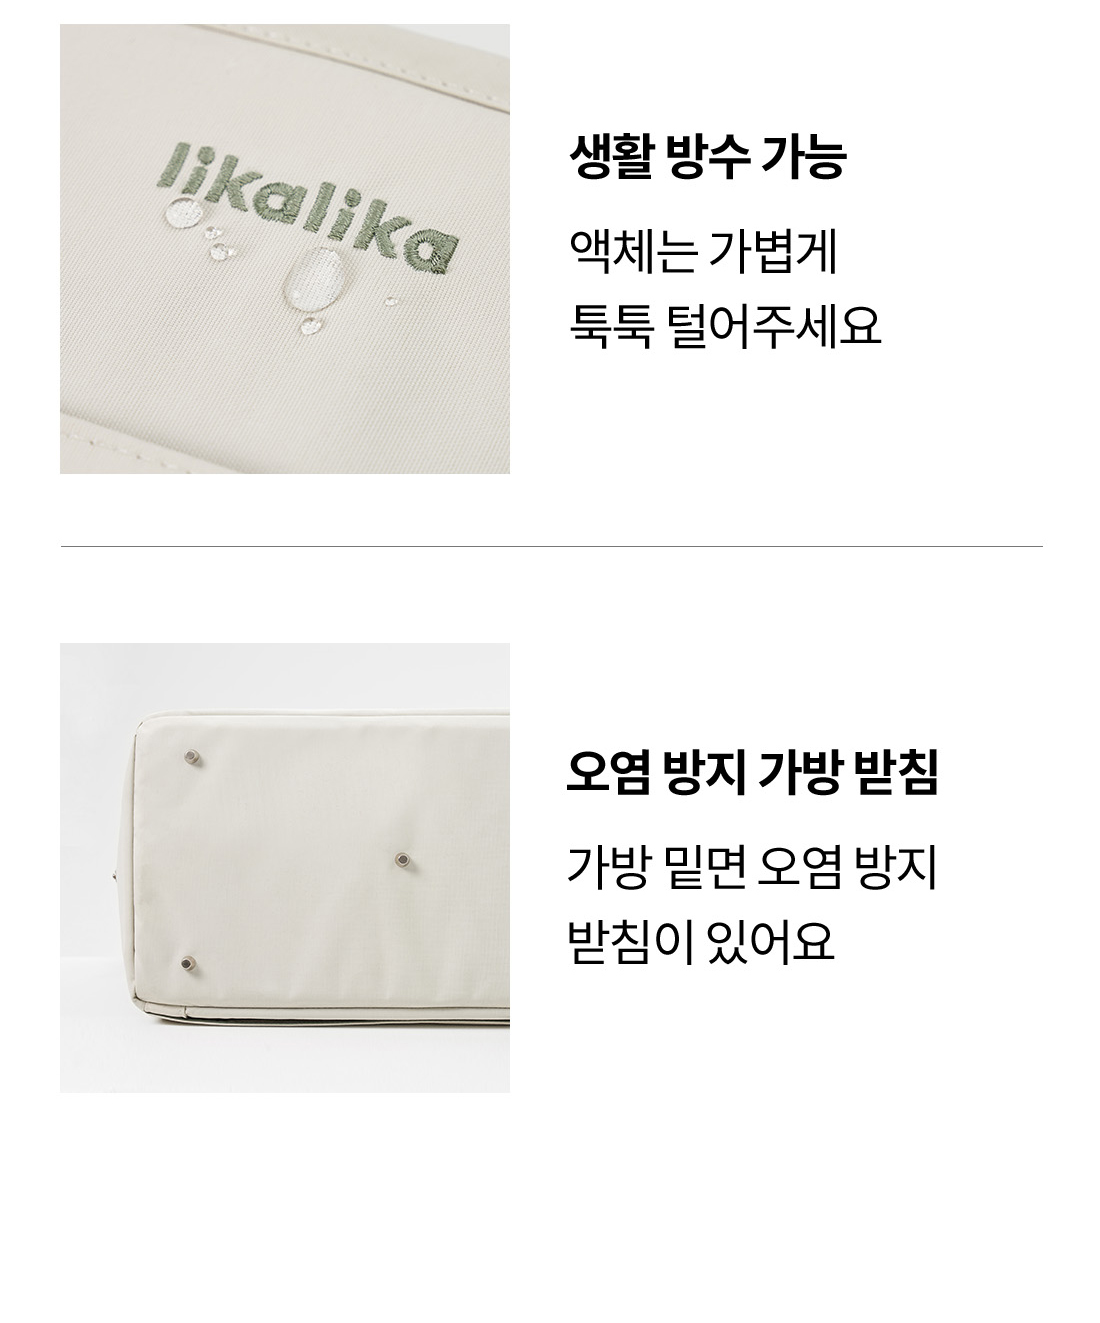 likalika
생활 방수 가능
액체는 가볍게
툭툭 털어주세요
오염 방지 가방 받침
가방 밑면 오염 방지
받침이 있어요